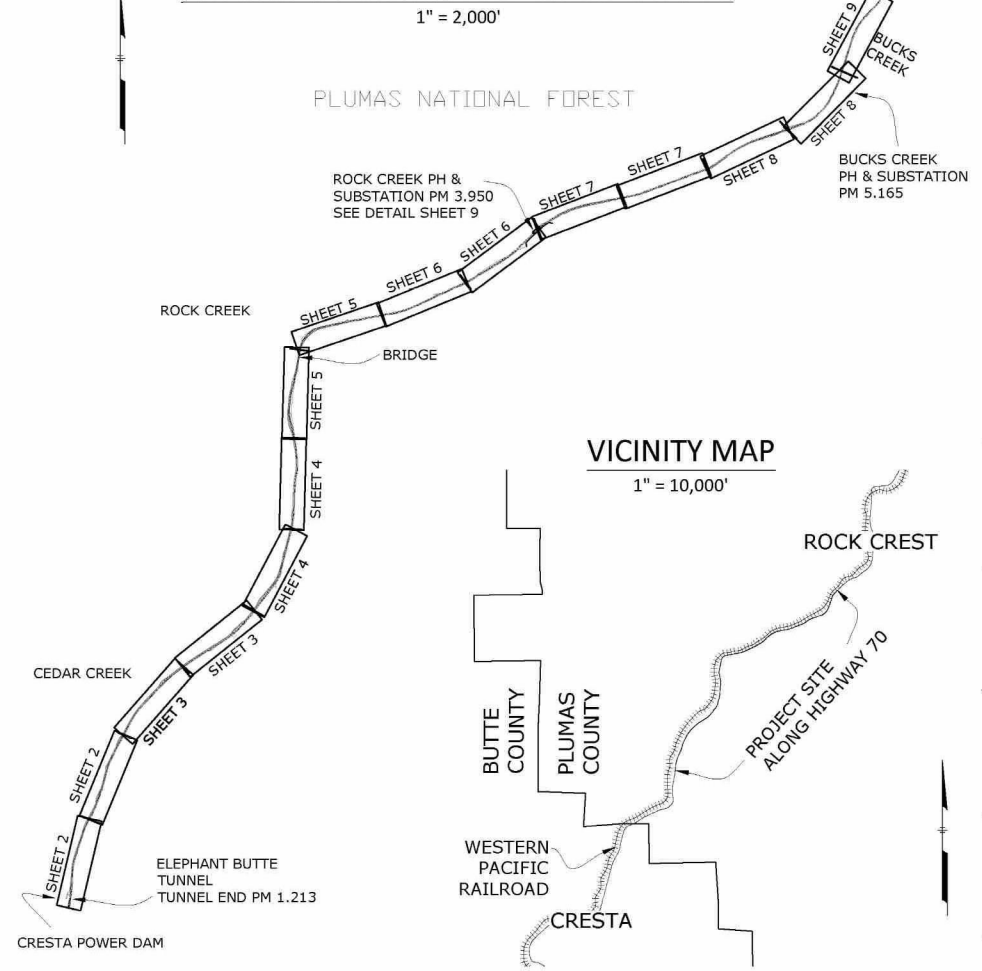 1" = 2,000'
SHEET 9
BUCKS
CREEK
PLUMAS NATIONAL FOREST
SHEET 8
BUCKS CREEK
PH & SUBSTATION
PM 5.165
SHEET 8
SHEET 7
ROCK CREEK PH &
SUBSTATION PM 3.950
SEE DETAIL SHEET 9
SHEET 7
SHEET 6
SHEET 6
SHEET 5
ROCK CREEK
BRIDGE
SHEET 5
SHEET 4
SHEET 4
SHEET 3
CEDAR CREEK
SHEET 3
SHEET 2
SHEET 2
ELEPHANT BUTTE
TUNNEL
TUNNEL END PM 1.213
CRESTA POWER DAM
VICINITY MAP
1" = 10,000'
ROCK CREST
PROJECT SITE
ALONG HIGHWAY 70
BUTTE
COUNTY
PLUMAS
COUNTY
WESTERN
PACIFIC
RAILROAD
CRESTA